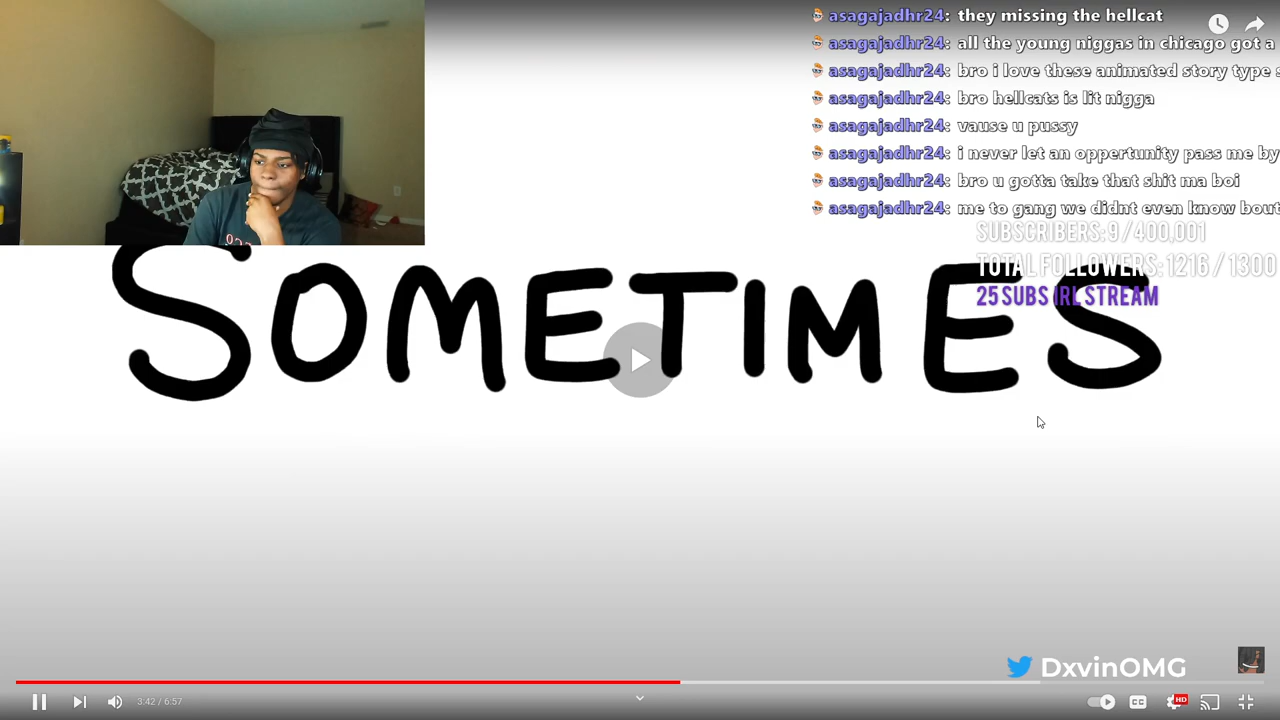 asagajadhr24: they missing the hellcat
asagajadhr24: all the young niggas in chicago got a
asagajadhr24: bro i love these animated story type s
asagajadhr24: bro hellcats is lit nigga
asagajadhr24: vause u pussy
asagajadhr24: i never let an oppertunity pass me by
asagajadhr24: bro u gotta take that shit ma boi
asagajadhr24: me to gang we didnt even know bout
SUBSCRIBERS: 9 / 400,001
TOTAL FOLLOWERS: 1216 / 1300
25 SUBS IRL STREAM
SOMETIMES
DxvinOMG
3:42 / 6:57
CC
HD